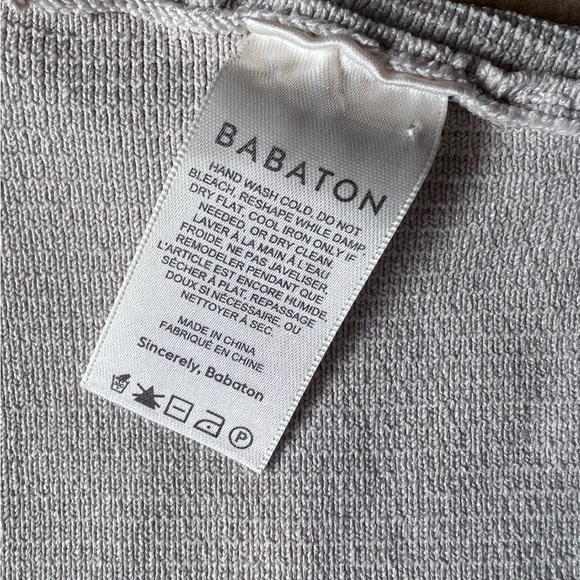 BABATON
HAND WASH COLD, DO NOT
BLEACH, RESHAPE WHILE DAMP
DRY FLAT, COOL IRON ONLY IF
NEEDED, OR DRY CLEAN.
LAVER À LA MAIN À L'EAU
FROIDE, NE PAS JAVELISER,
REMODELER PENDANT QUE
L'ARTICLE EST ENCORE HUMIDE,
SÉCHER À PLAT, REPASSAGE
DOUX SI NÉCESSAIRE, OU
NETTOYER À SEC.
MADE IN CHINA
FABRIQUÉ EN CHINE
Sincerely, Babaton
P